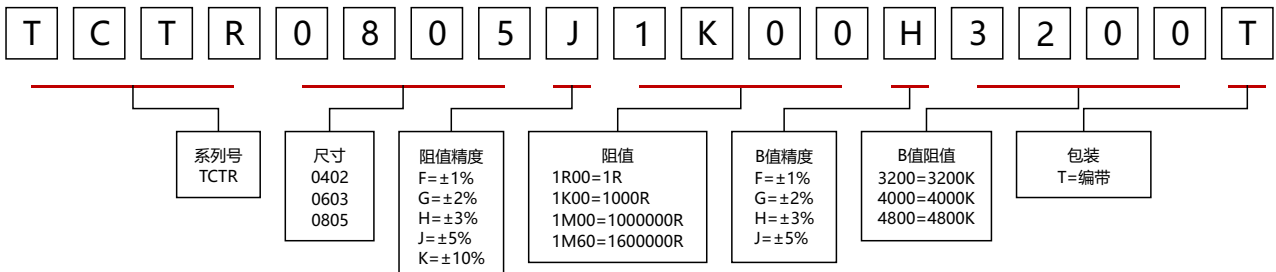 T C T R 0 8 0 5 J 1 K 0 0 H 3 2 0 0 T
系列号
TCTR
尺寸
0402
0603
0805
阻值精度
F=±1%
G=±2%
H=±3%
J=±5%
K=±10%
阻值
1R00=1R
1K00=1000R
1M00=1000000R
1M60=1600000R
B值精度
F=±1%
G=±2%
H=±3%
J=±5%
B值阻值
3200=3200K
4000=4000K
4800=4800K
包装
T=编带